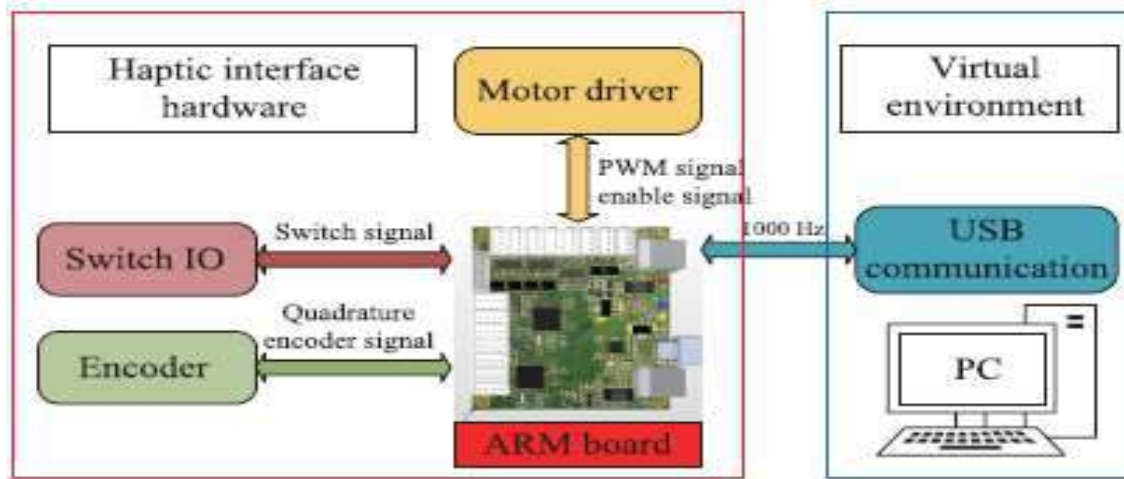 Haptic interface
hardware
Motor driver
Virtual
environment
PWM signal
enable signal
Switch IO
Switch signal
1000 Hz
USB
communication
Quadrature
encoder signal
Encoder
PC
ARM board